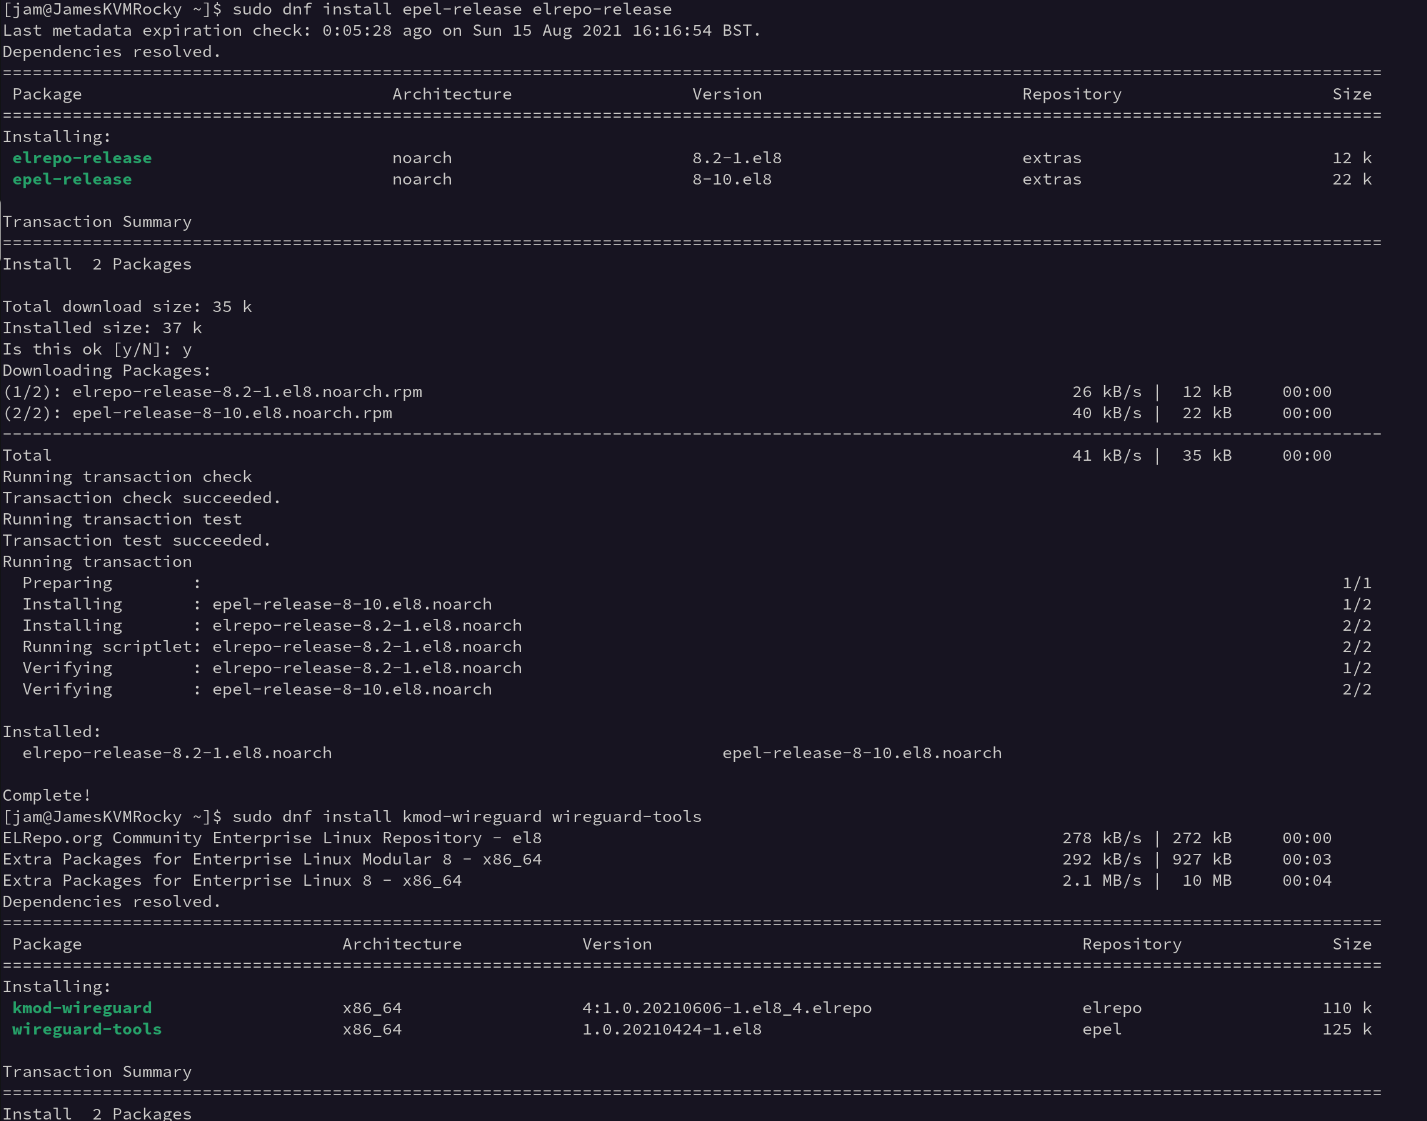 [jam@JamesKVMRocky ~]$ sudo dnf install epel-release elrepo-release
Last metadata expiration check: 0:05:28 ago on Sun 15 Aug 2021 16:16:54 BST.
Dependencies resolved.
==========================================================================================================================================
Package Architecture Version Repository Size
==========================================================================================================================================
Installing:
elrepo-release noarch 8.2-1.el8 extras 12 k
epel-release noarch 8-10.el8 extras 22 k
Transaction Summary
==========================================================================================================================================
Install  2 Packages
Total download size: 35 k
Installed size: 37 k
Is this ok [y/N]: y
Downloading Packages:
(1/2): elrepo-release-8.2-1.el8.noarch.rpm 26 kB/s |  12 kB 00:00
(2/2): epel-release-8-10.el8.noarch.rpm 40 kB/s |  22 kB 00:00
------------------------------------------------------------------------------------------------------------------------------------------
Total 41 kB/s |  35 kB 00:00
Running transaction check
Transaction check succeeded.
Running transaction test
Transaction test succeeded.
Running transaction
Preparing : 1/1
Installing : epel-release-8-10.el8.noarch 1/2
Installing : elrepo-release-8.2-1.el8.noarch 2/2
Running scriptlet: elrepo-release-8.2-1.el8.noarch 2/2
Verifying : elrepo-release-8.2-1.el8.noarch 1/2
Verifying : epel-release-8-10.el8.noarch 2/2
Installed:
elrepo-release-8.2-1.el8.noarch epel-release-8-10.el8.noarch
Complete!
[jam@JamesKVMRocky ~]$ sudo dnf install kmod-wireguard wireguard-tools
ELRepo.org Community Enterprise Linux Repository - el8 278 kB/s | 272 kB 00:00
Extra Packages for Enterprise Linux Modular 8 - x86_64 292 kB/s | 927 kB 00:03
Extra Packages for Enterprise Linux 8 - x86_64 2.1 MB/s |  10 MB 00:04
Dependencies resolved.
==========================================================================================================================================
Package Architecture Version Repository Size
==========================================================================================================================================
Installing:
kmod-wireguard x86_64 4:1.0.20210606-1.el8_4.elrepo elrepo 110 k
wireguard-tools x86_64 1.0.20210424-1.el8 epel 125 k
Transaction Summary
==========================================================================================================================================
Install  2 Packages